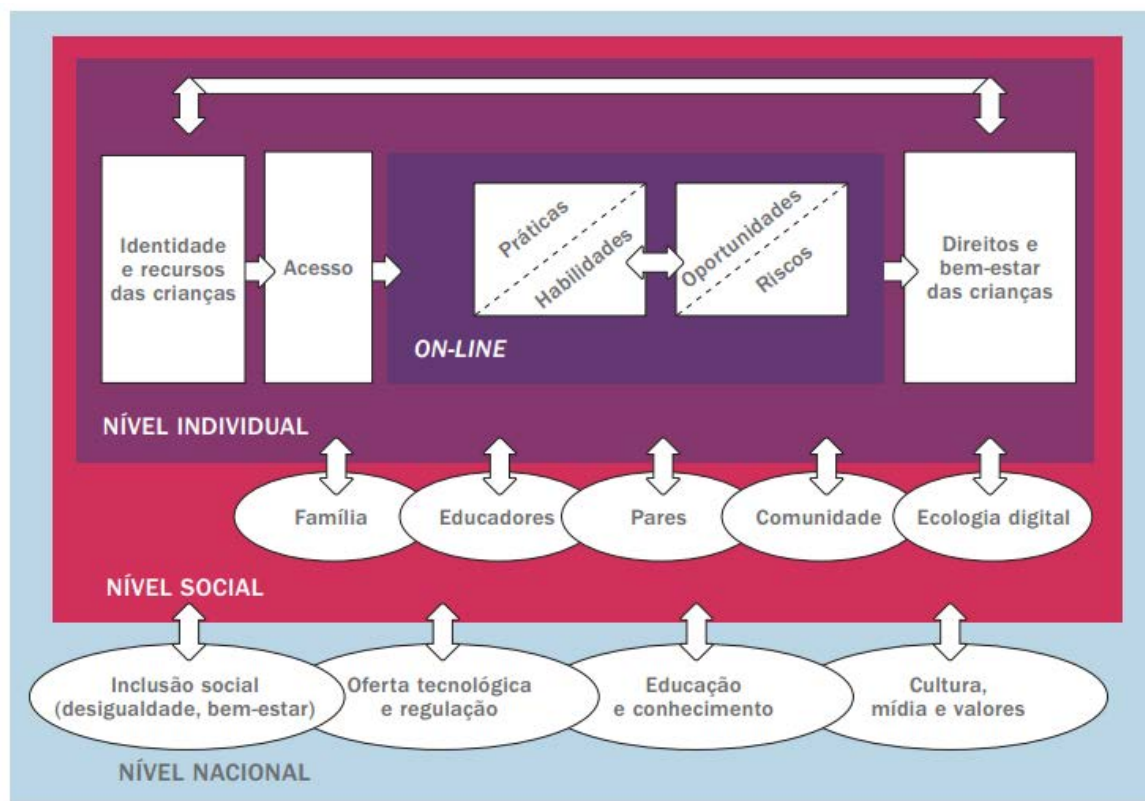 Identidade
e recursos
das crianças
Acesso
Práticas
Habilidades
Oportunidades
Riscos
ON-LINE
Direitos e
bem-estar
das crianças
NÍVEL INDIVIDUAL
Família
Educadores
Pares
Comunidade
Ecologia digital
NÍVEL SOCIAL
Inclusão social
(desigualdade, bem-estar)
Oferta tecnológica
e regulação
Educação
e conhecimento
Cultura,
mídia e valores
NÍVEL NACIONAL